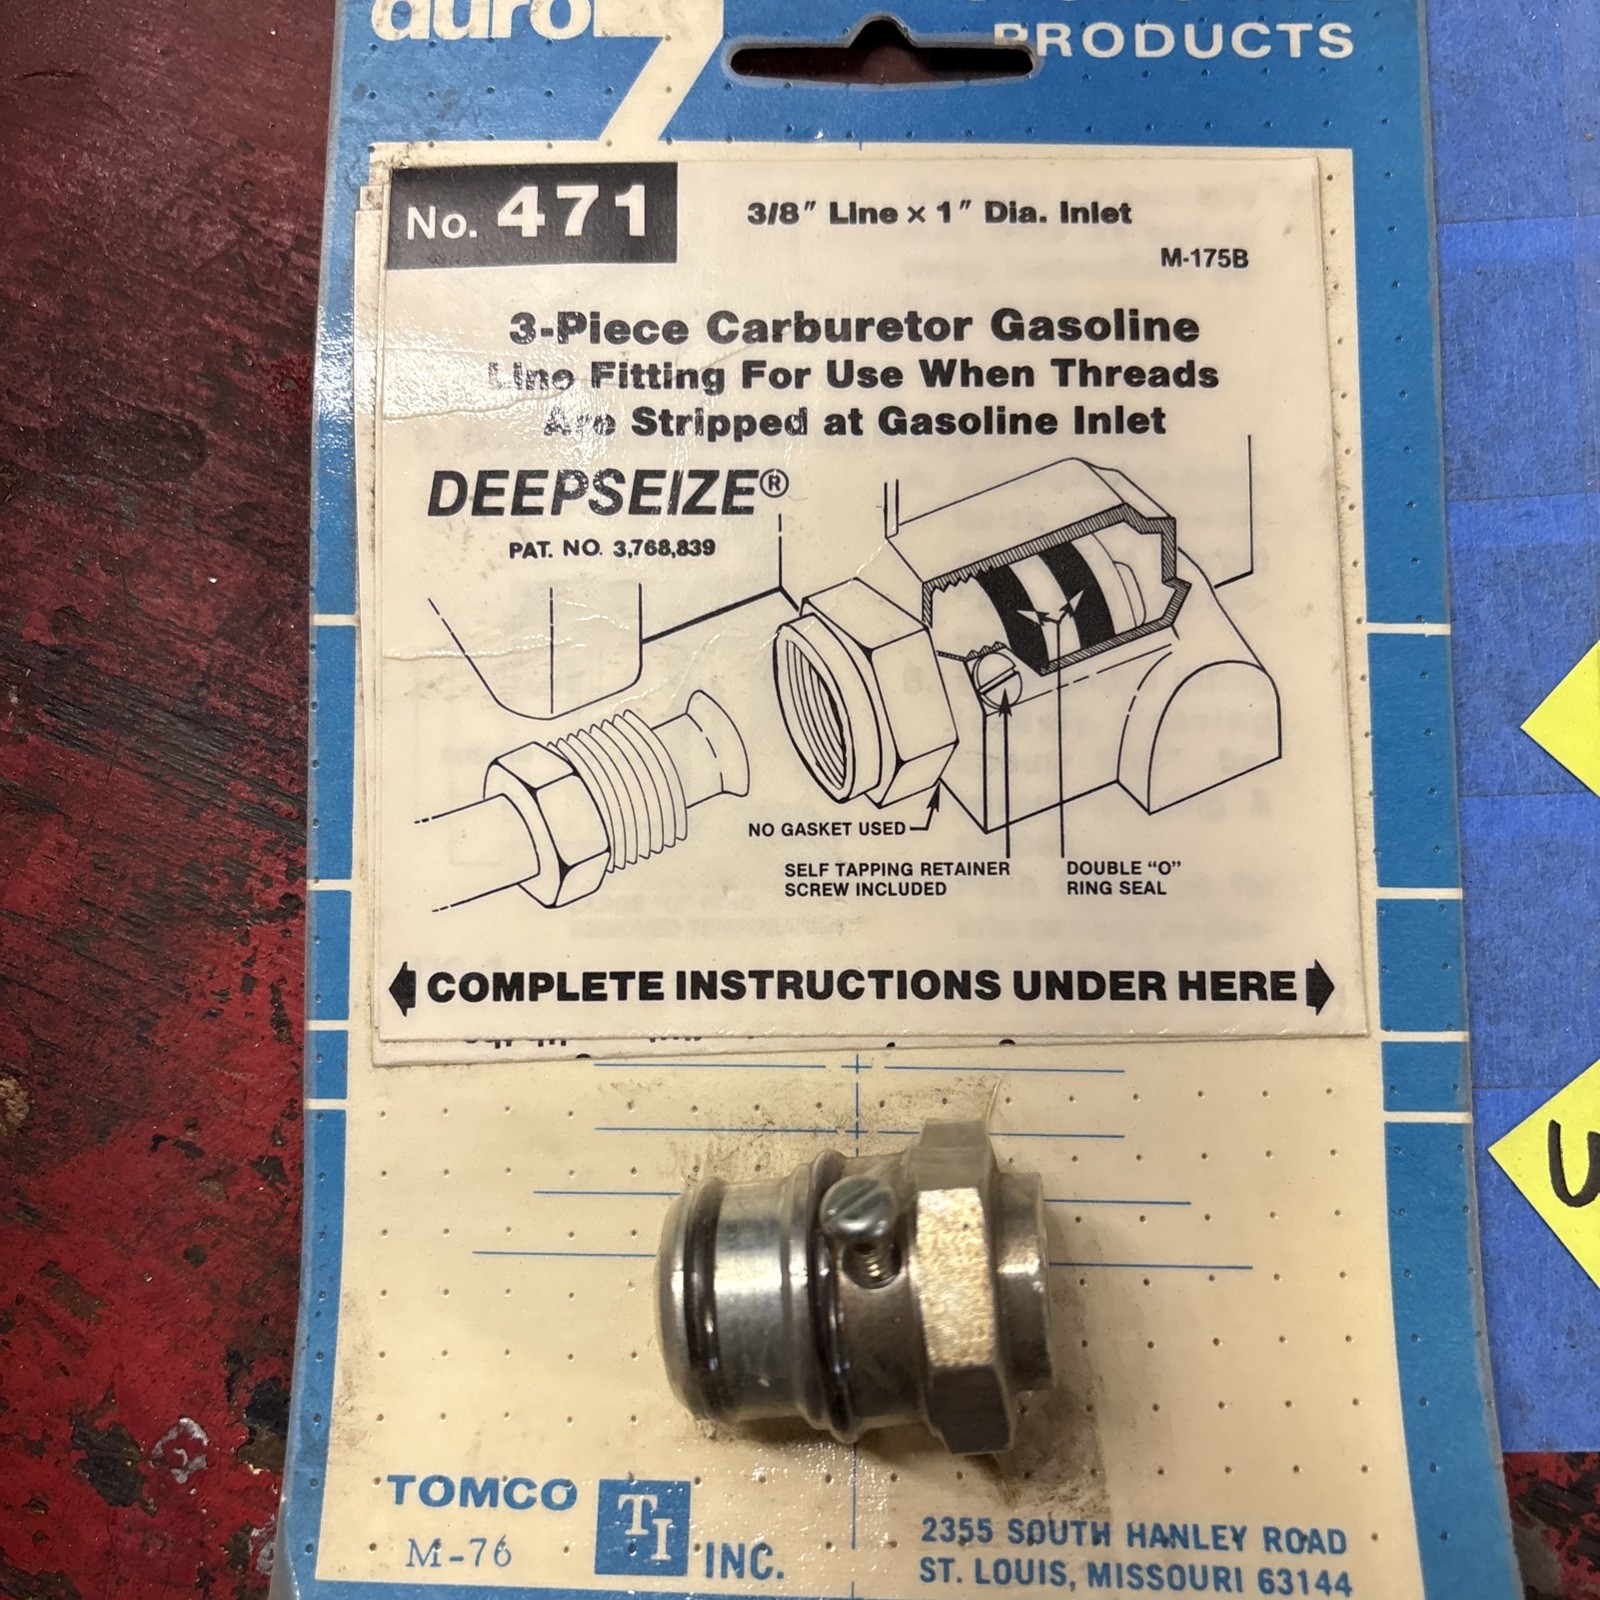 duro
PRODUCTS
No. 471
3/8" Line × 1" Dia. Inlet
M-175B
3-Piece Carburetor Gasoline
Line Fitting For Use When Threads
Are Stripped at Gasoline Inlet
DEEPSEIZE®
PAT. NO. 3,768,839
NO GASKET USED
SELF TAPPING RETAINER
SCREW INCLUDED
DOUBLE "O"
RING SEAL
COMPLETE INSTRUCTIONS UNDER HERE
TOMCO TI INC.
M-76
2355 SOUTH HANLEY ROAD
ST. LOUIS, MISSOURI 63144